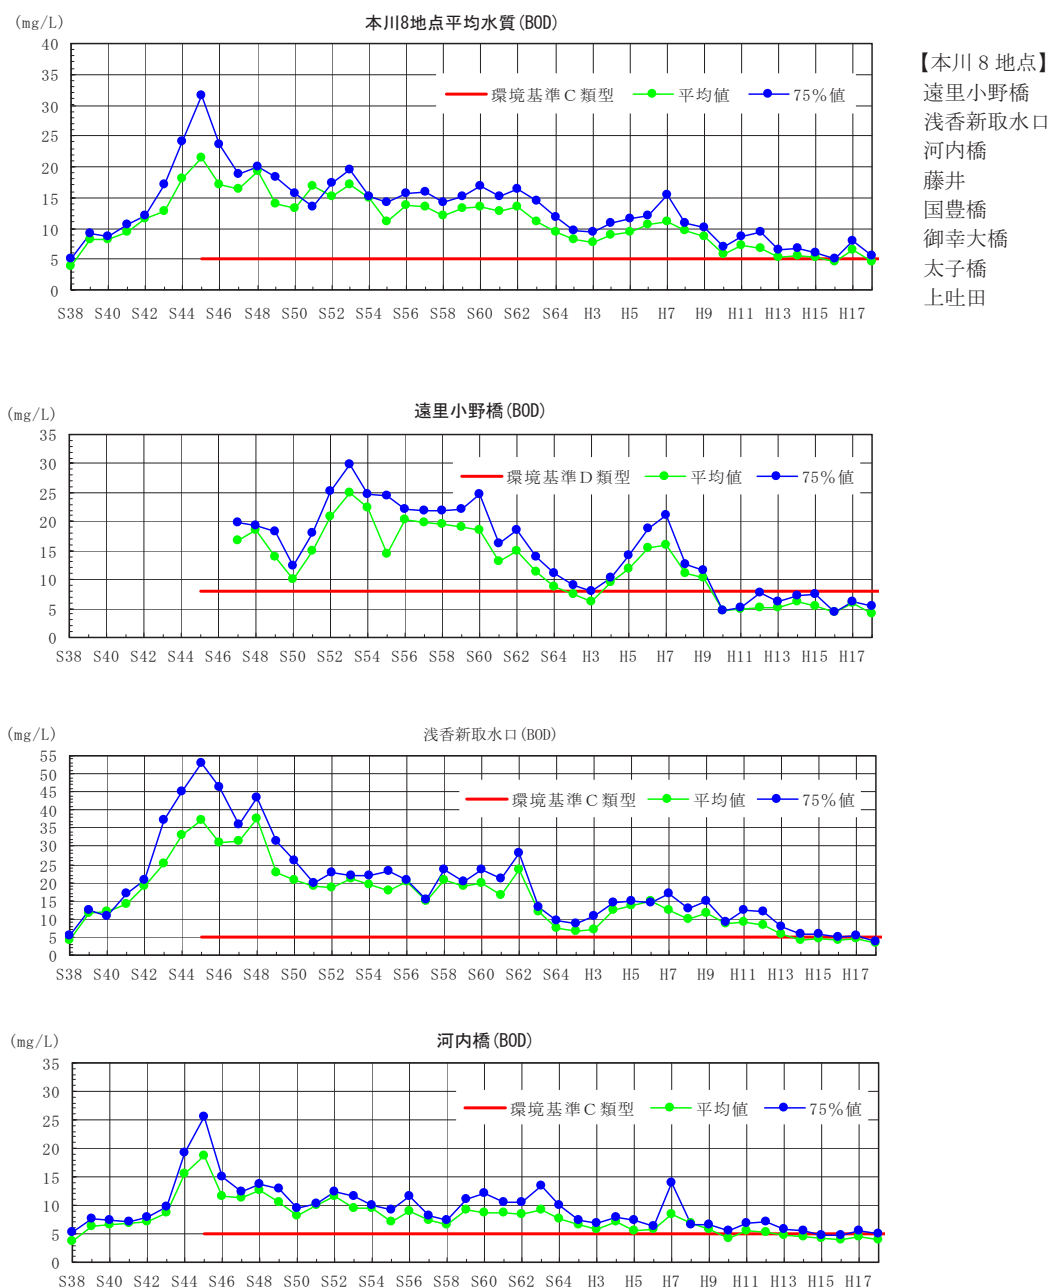 (mg/L)
本川8地点平均水質(BOD)
40
35
30
25
20
15
10
5
0
環境基準C類型
平均値
75%値
S38 S40 S42 S44 S46 S48 S50 S52 S54 S56 S58 S60 S62 S64 H3 H5 H7 H9 H11 H13 H15 H17
【本川8地点】
遠里小野橋
浅香新取水口
河内橋
藤井
国豊橋
御幸大橋
太子橋
上吐田
(mg/L)
遠里小野橋(BOD)
35
30
25
20
15
10
5
0
環境基準D類型
平均値
75%値
S38 S40 S42 S44 S46 S48 S50 S52 S54 S56 S58 S60 S62 S64 H3 H5 H7 H9 H11 H13 H15 H17
(mg/L)
浅香新取水口(BOD)
55
50
45
40
35
30
25
20
15
10
5
0
環境基準C類型
平均値
75%値
S38 S40 S42 S44 S46 S48 S50 S52 S54 S56 S58 S60 S62 S64 H3 H5 H7 H9 H11 H13 H15 H17
(mg/L)
河内橋(BOD)
35
30
25
20
15
10
5
0
環境基準C類型
平均値
75%値
S38 S40 S42 S44 S46 S48 S50 S52 S54 S56 S58 S60 S62 S64 H3 H5 H7 H9 H11 H13 H15 H17